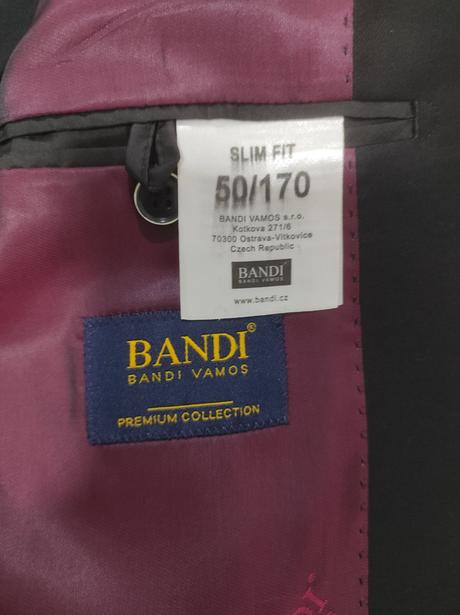 SLIM FIT
50/170
BANDI VAMOS s.r.o.
Kotkova 271/6
70300 Ostrava-Vítkovice
Czech Republic
BANDI®
BANDI VAMOS
www.bandi.cz
BANDI®
BANDI VAMOS
PREMIUM COLLECTION